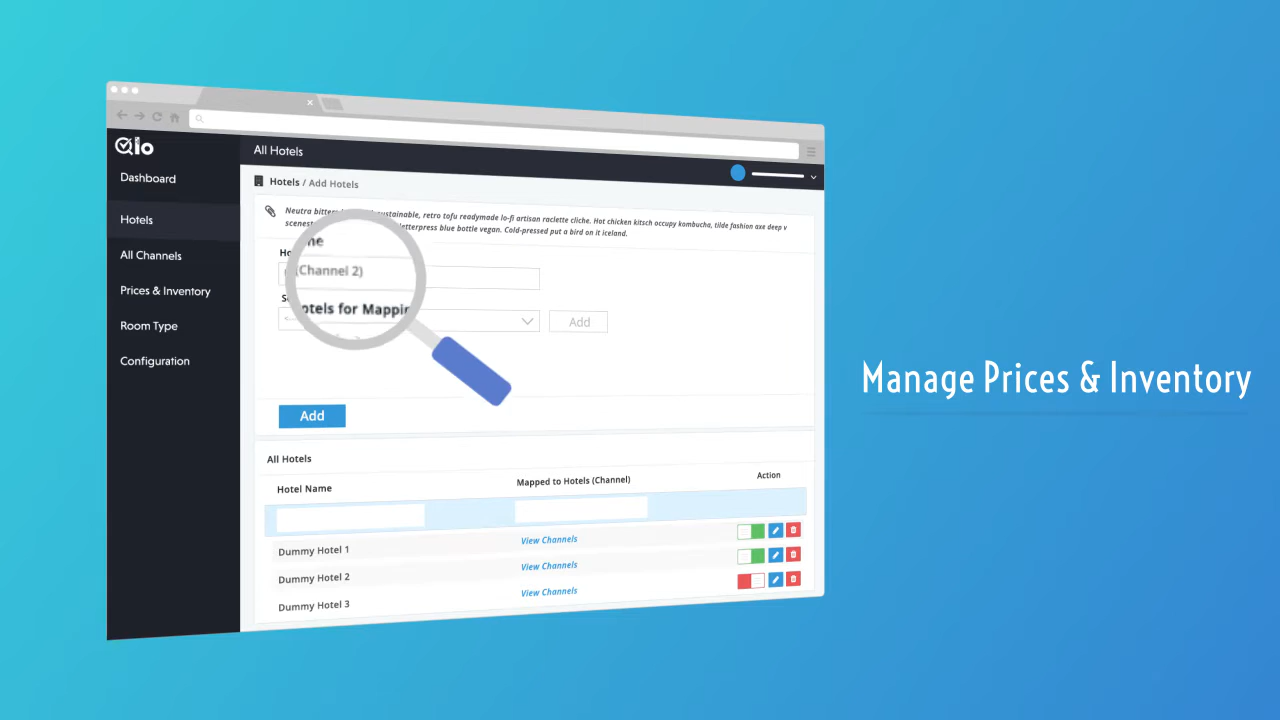 Qlo
All Hotels
Dashboard
Hotels
All Channels
Prices & Inventory
Room Type
Configuration
Hotels / Add Hotels
Neutra sustainable, retro tofu readymade lo-fi artisan raclette cliche. Hot chicken kitsch occupy kombucha, tilde fashion axe deep v
letterpress blue bottle vegan. Cold-pressed put a bird on it iceland.
(Channel 2)
for
Add
Add
All Hotels
Hotel Name
Mapped to Hotels (Channel)
Action
Dummy Hotel 1
View Channels
Dummy Hotel 2
View Channels
Dummy Hotel 3
View Channels
Manage Prices & Inventory